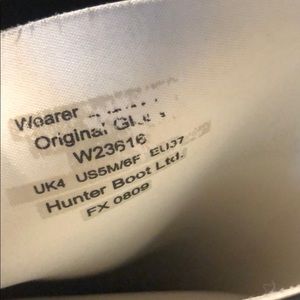 Wearer
Original
W23616
UK4 US5M/6F EU37
Hunter Boot Ltd.
FX 0809